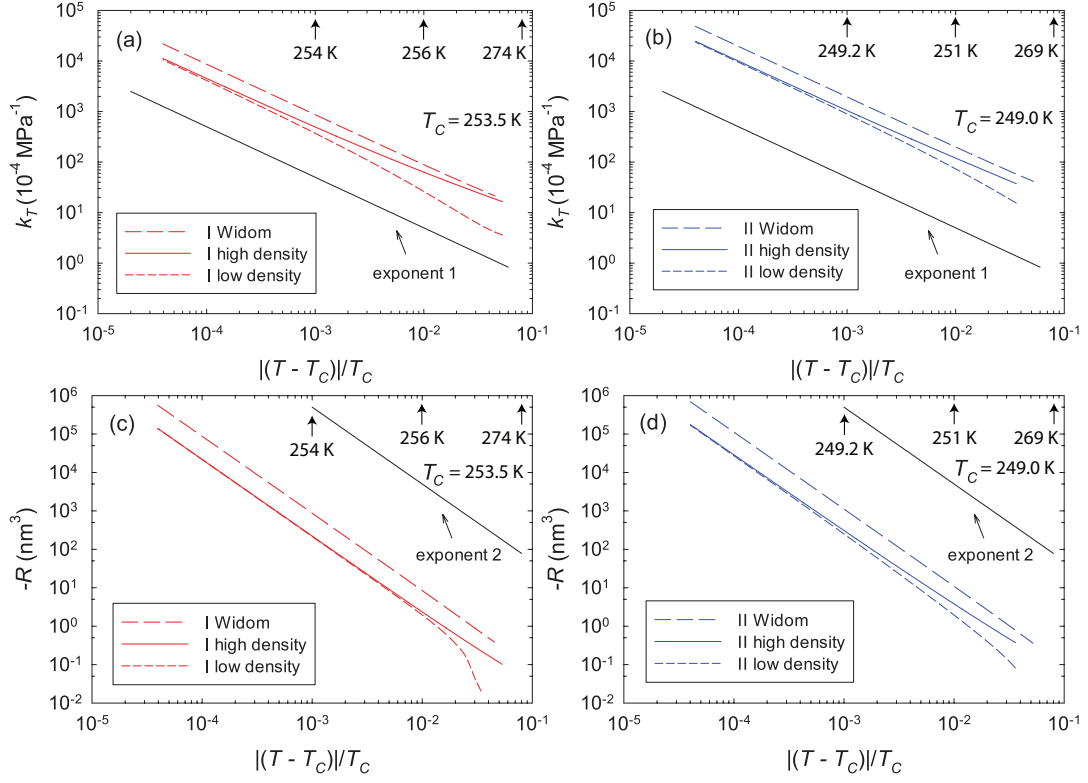 (a)
254 K
256 K
274 K
T_C = 253.5 K
k_T (10^-4 MPa^-1)
10^5
10^4
10^3
10^2
10^1
10^0
10^-1
I Widom
I high density
I low density
exponent 1
10^-5
10^-4
10^-3
10^-2
10^-1
|(T - T_C)|/T_C
(b)
249.2 K
251 K
269 K
T_C = 249.0 K
k_T (10^-4 MPa^-1)
10^5
10^4
10^3
10^2
10^1
10^0
10^-1
II Widom
II high density
II low density
exponent 1
10^-5
10^-4
10^-3
10^-2
10^-1
|(T - T_C)|/T_C
(c)
254 K
256 K
274 K
T_C = 253.5 K
-R (nm^3)
10^6
10^5
10^4
10^3
10^2
10^1
10^0
10^-1
10^-2
exponent 2
I Widom
I high density
I low density
10^-5
10^-4
10^-3
10^-2
10^-1
|(T - T_C)|/T_C
(d)
249.2 K
251 K
269 K
T_C = 249.0 K
-R (nm^3)
10^6
10^5
10^4
10^3
10^2
10^1
10^0
10^-1
10^-2
exponent 2
II Widom
II high density
II low density
10^-5
10^-4
10^-3
10^-2
10^-1
|(T - T_C)|/T_C